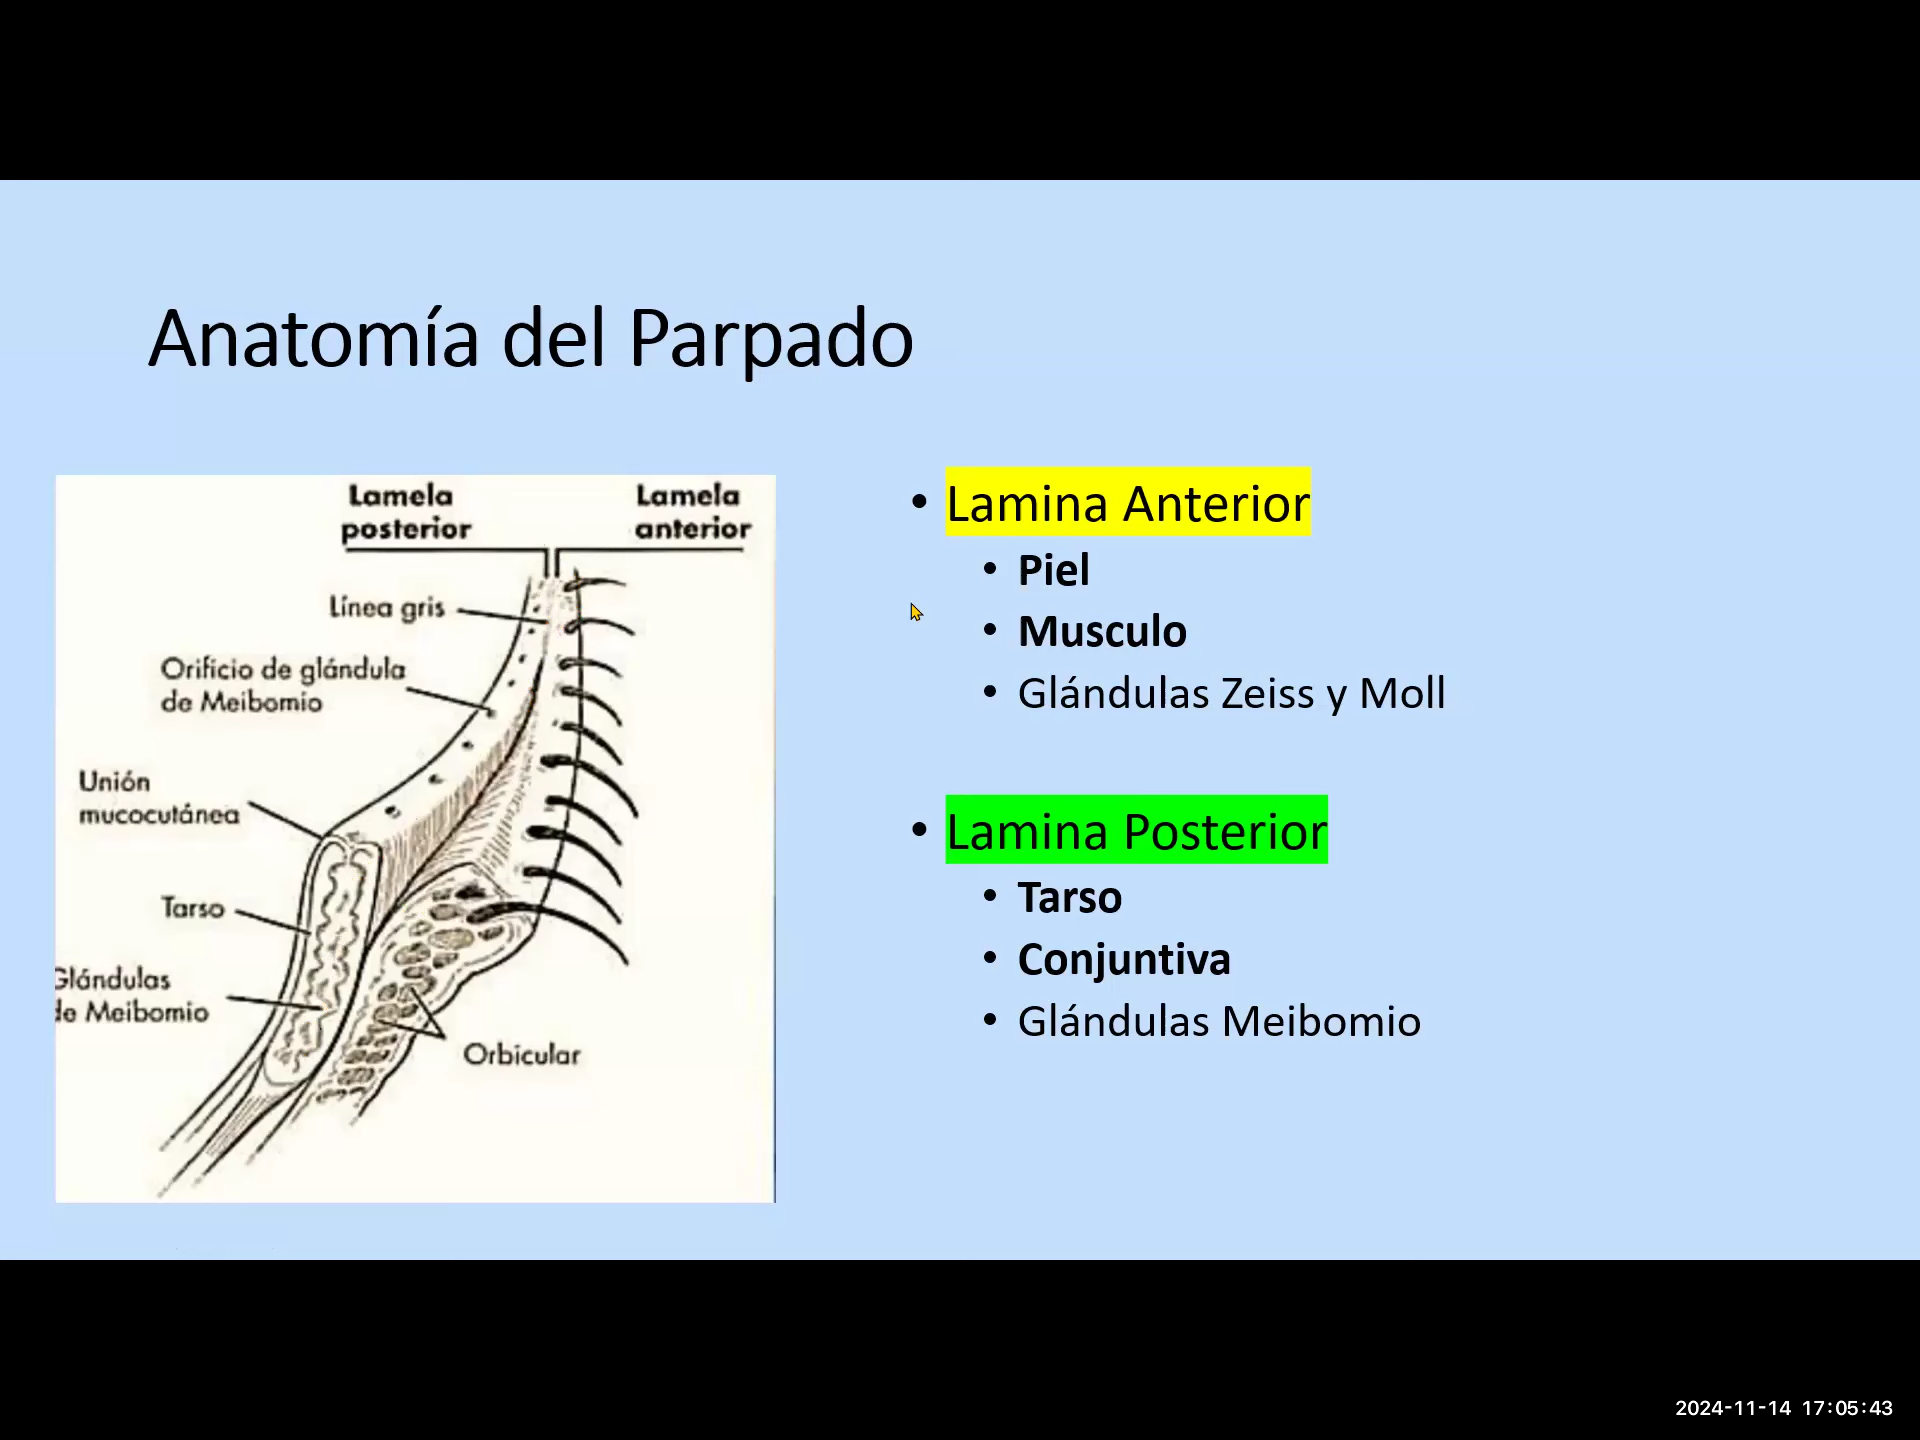 Anatomía del Parpado
Lamela
posterior
Lamela
anterior
Línea gris
Orificio de glándula
de Meibomio
Unión
mucocutánea
Tarso
Glándulas
de Meibomio
Orbicular
• Lamina Anterior
• Piel
• Musculo
• Glándulas Zeiss y Moll
• Lamina Posterior
• Tarso
• Conjuntiva
• Glándulas Meibomio
2024-11-14 17:05:43